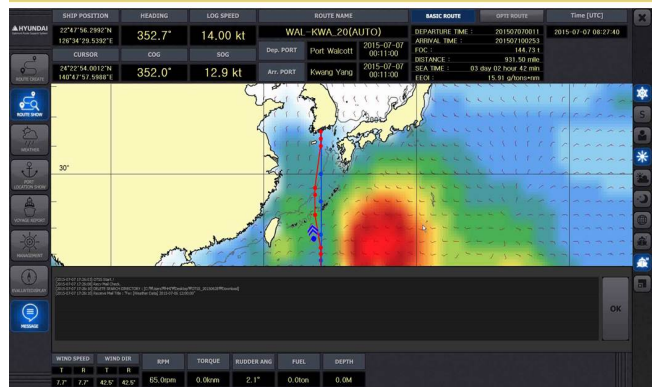 SHIP POSITION
HEADING
LOG SPEED
ROUTE NAME
BASIC ROUTE
OPTI ROUTE
Time [UTC]
HYUNDAI
22°47'56.2992"N
126°34'29.5392"E
352.7°
14.00 kt
WAL-KWA_20(AUTO)
DEPARTURE TIME : 201507070011
2015-07-07 08:27:40
ARRIVAL TIME : 201507100253
CURSOR
COG
SOG
Dep. PORT
Port Walcott
2015-07-07 00:11:00
FOC : 144.73 t
DISTANCE : 931.50 mile
24°22'54.0012"N
140°47'57.5988"E
352.0°
12.9 kt
Arr. PORT
Kwang Yang
2015-07-07 00:11:00
SEA TIME : 03 day 02 hour 42 min
EEOI : 15.91 g/tons*nm
ROUTE CREATE
ROUTE SHOW
WEATHER
PORT LOCATION SHOW
VOYAGE REPORT
MANAGEMENT
MESSAGE
30°
S
OK
WIND SPEED
WIND DIR
RPM
TORQUE
RUDDER ANG
FUEL
DEPTH
T R T R
7.7° 7.7° 42.5° 42.5°
65.0rpm
0.0knm
2.1°
0.0ton
0.0M